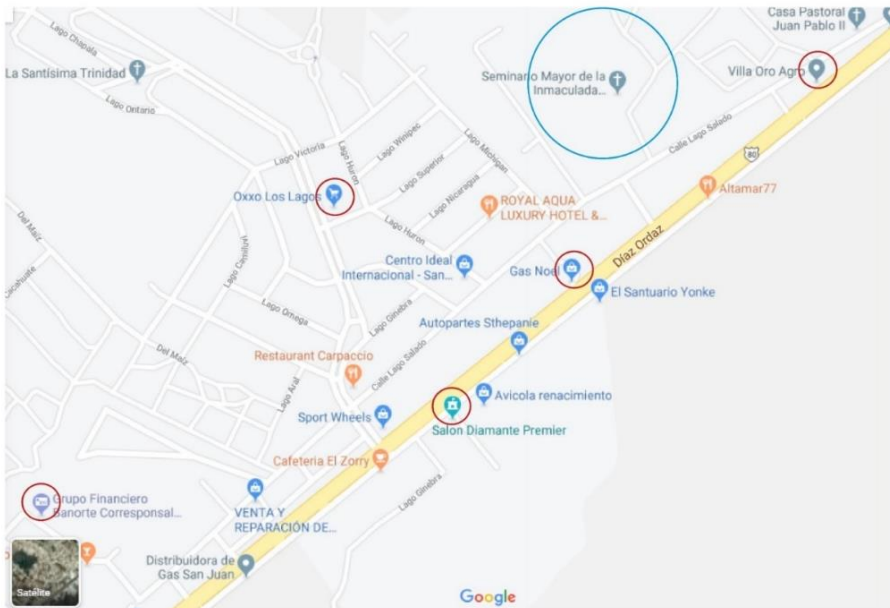 Casa Pastoral
Juan Pablo II
Lago Chapala
La Santísima Trinidad
Seminario Mayor de la
Inmaculada...
Villa Oro Agro
Lago Ontario
Lago Victoria
Lago Huron
Lago Winipec
Lago Superior
Lago Michigan
Calle Lago Salado
80
Oxxo Los Lagos
Lago Nicaragua
Altamar77
ROYAL AQUA
LUXURY HOTEL &...
Lago Huron
Del Maíz
Díaz Ordaz
Centro Ideal
Internacional - San...
Gas Noel
El Santuario Yonke
Lago Omega
Lago Ginebra
Autopartes Sthepanie
Del Maíz
Restaurant Carpaccio
Calle Lago Salado
Lago Aral
Avicola renacimiento
Sport Wheels
Salon Diamante Premier
Cafeteria El Zorry
Lago Ginebra
Grupo Financiero
Banorte Corresponsal...
VENTA Y
REPARACIÓN DE...
Distribuidora de
Gas San Juan
Satélite
Google